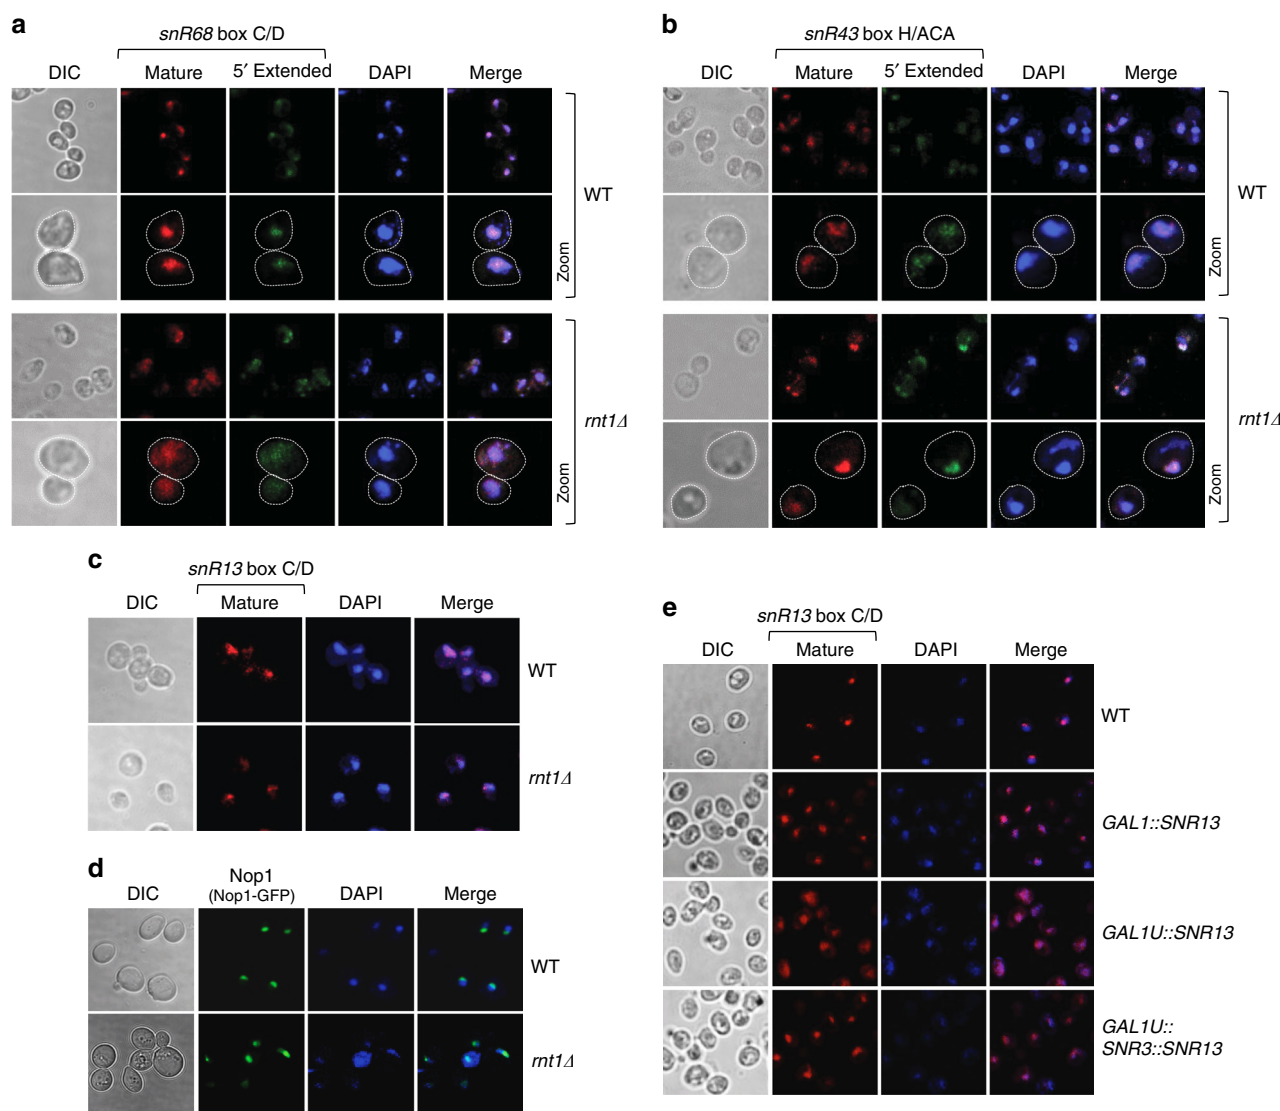 a
snR68 box C/D
DIC
Mature
5′ Extended
DAPI
Merge
WT
Zoom
rnt1Δ
Zoom
b
snR43 box H/ACA
DIC
Mature
5′ Extended
DAPI
Merge
WT
Zoom
rnt1Δ
Zoom
c
snR13 box C/D
DIC
Mature
DAPI
Merge
WT
rnt1Δ
d
DIC
Nop1
(Nop1-GFP)
DAPI
Merge
WT
rnt1Δ
e
snR13 box C/D
DIC
Mature
DAPI
Merge
WT
GAL1::SNR13
GAL1U::SNR13
GAL1U::
SNR3::SNR13